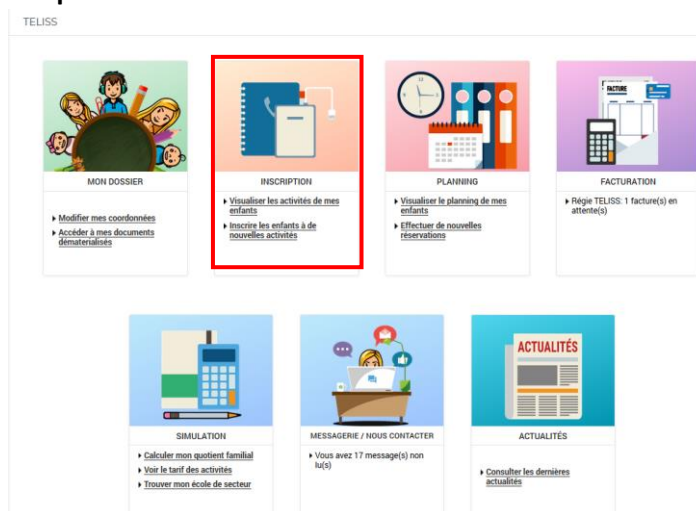 TELISS
FACTURE
MON DOSSIER
Modifier mes coordonnées
Accéder à mes documents
dématerialisés
INSCRIPTION
Visualiser les activités de mes
enfants
Inscrire les enfants à de
nouvelles activités
PLANNING
Visualiser le planning de mes
enfants
Effectuer de nouvelles
réservations
FACTURATION
Régie TELISS: 1 facture(s) en
attente(s)
ACTUALITÉS
SIMULATION
Calculer mon quotient familial
Voir le tarif des activités
Trouver mon école de secteur
MESSAGERIE / NOUS CONTACTER
Vous avez 17 message(s) non
lu(s)
ACTUALITÉS
Consulter les dernières
actualités